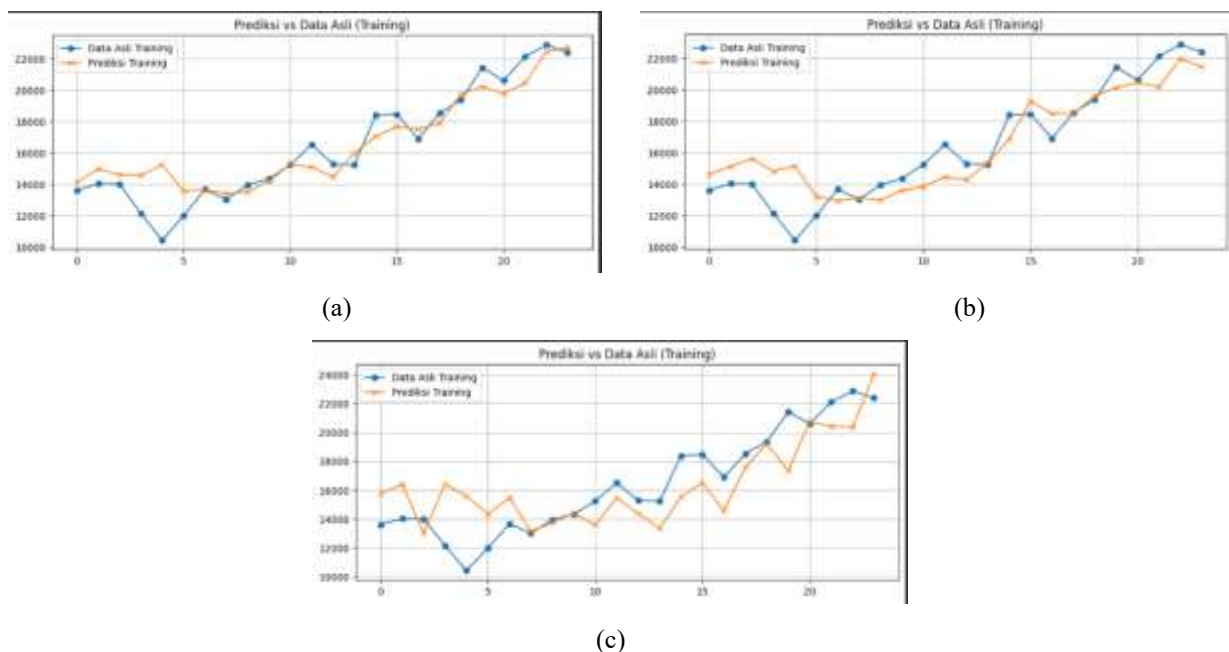 Prediksi vs Data Asli (Training)
Data Asli Training
Prediksi Training
22000
20000
18000
16000
14000
12000
10000
0 5 10 15 20
(a)
Prediksi vs Data Asli (Training)
Data Asli Training
Prediksi Training
22000
20000
18000
16000
14000
12000
10000
0 5 10 15 20
(b)
Prediksi vs Data Asli (Training)
Data Asli Training
Prediksi Training
24000
22000
20000
18000
16000
14000
12000
10000
0 5 10 15 20
(c)